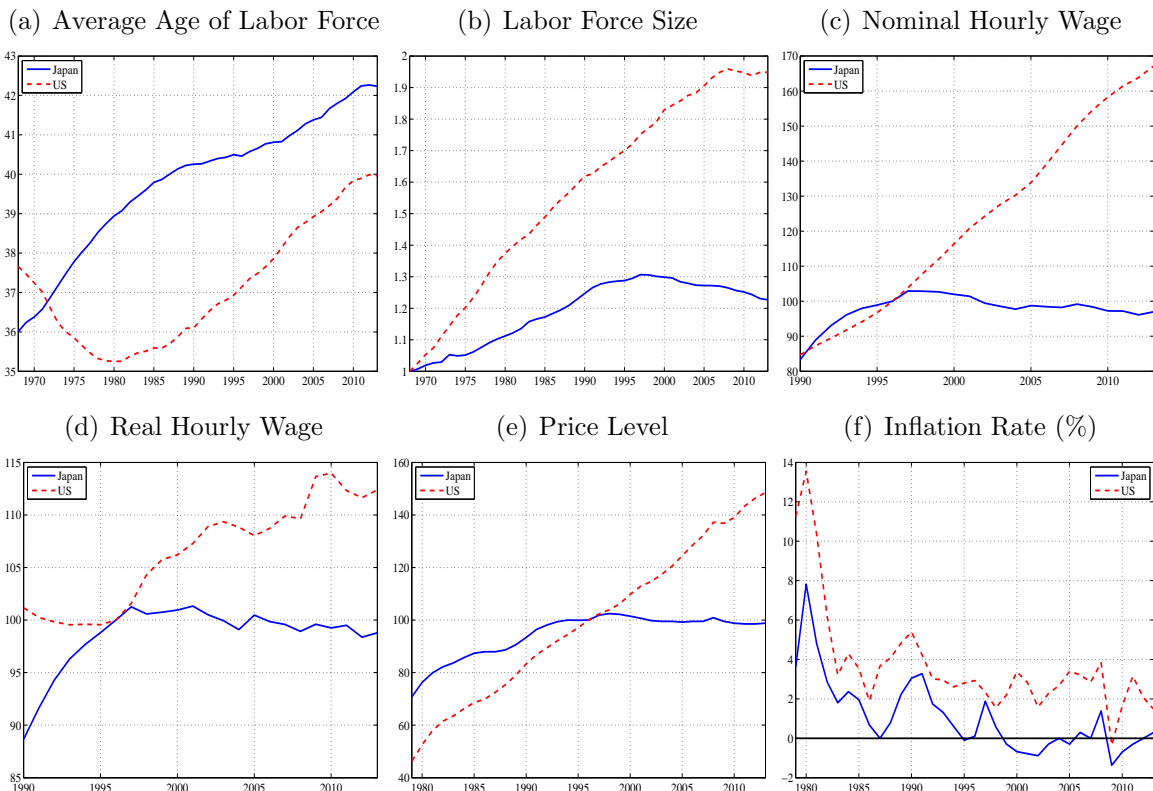 (a) Average Age of Labor Force
43
42
41
40
39
38
37
36
35
1970 1975 1980 1985 1990 1995 2000 2005 2010
Japan
US
(b) Labor Force Size
2
1.9
1.8
1.7
1.6
1.5
1.4
1.3
1.2
1.1
1
1970 1975 1980 1985 1990 1995 2000 2005 2010
Japan
US
(c) Nominal Hourly Wage
170
160
150
140
130
120
110
100
90
80
1990 1995 2000 2005 2010
Japan
US
(d) Real Hourly Wage
115
110
105
100
95
90
85
1990 1995 2000 2005 2010
Japan
US
(e) Price Level
160
140
120
100
80
60
40
1980 1985 1990 1995 2000 2005 2010
Japan
US
(f) Inflation Rate (%)
14
12
10
8
6
4
2
0
−2
1980 1985 1990 1995 2000 2005 2010
Japan
US